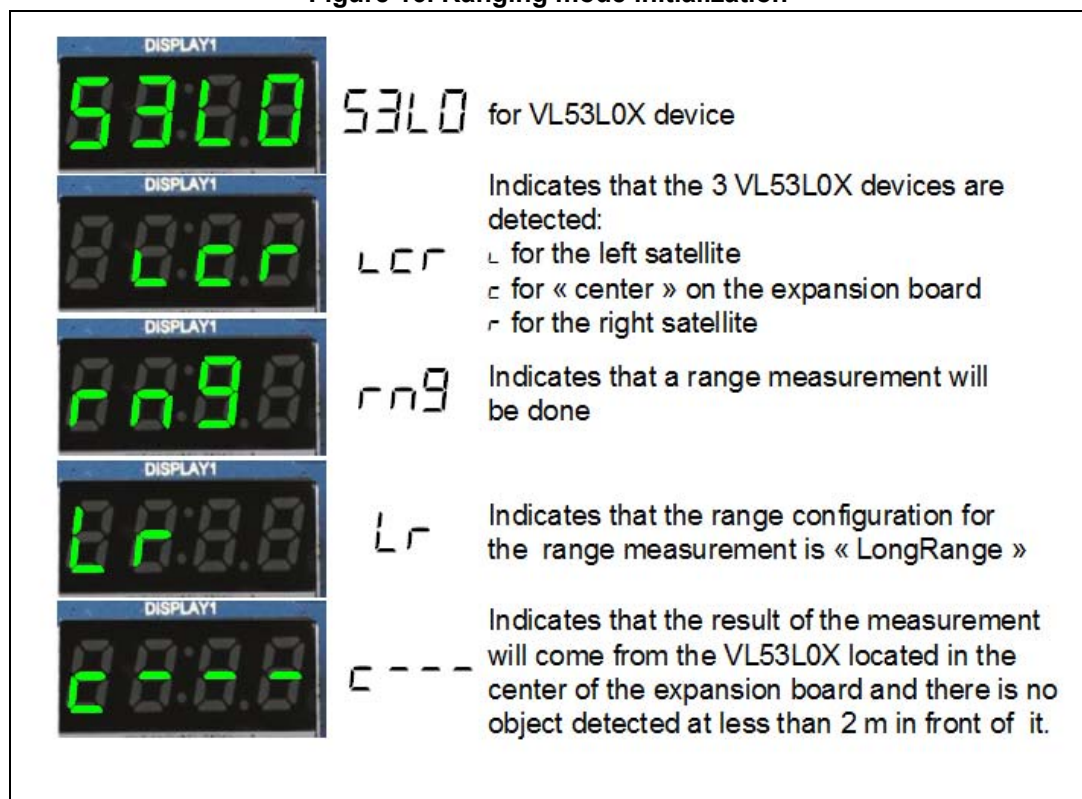 Figure 10. Ranging mode initialization
DISPLAY1
53L0
53L0
for VL53L0X device
DISPLAY1
Lcr
Lcr
Indicates that the 3 VL53L0X devices are
detected:
L for the left satellite
c for « center » on the expansion board
r for the right satellite
DISPLAY1
rng
rng
Indicates that a range measurement will
be done
DISPLAY1
Lr
Lr
Indicates that the range configuration for
the range measurement is « LongRange »
DISPLAY1
c---
c---
Indicates that the result of the measurement
will come from the VL53L0X located in the
center of the expansion board and there is no
object detected at less than 2 m in front of it.